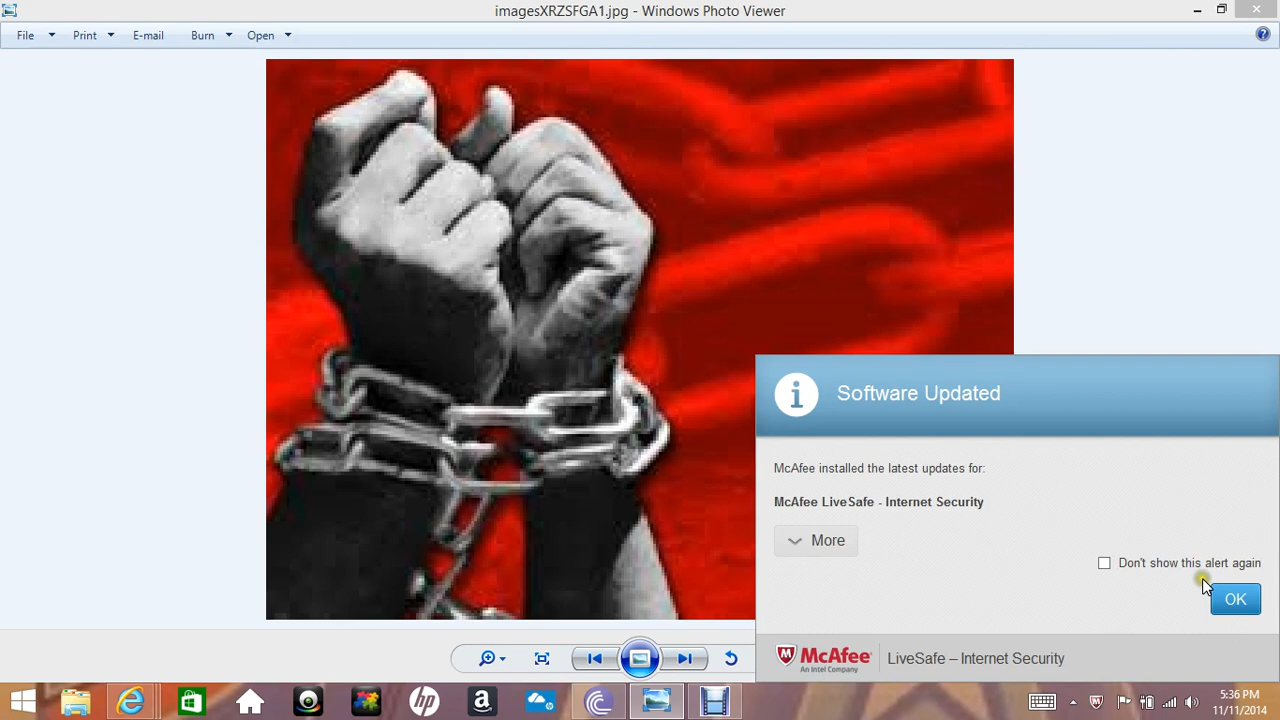 imagesXRZSFGA1.jpg - Windows Photo Viewer
File Print E-mail Burn Open
Software Updated
McAfee installed the latest updates for:
McAfee LiveSafe - Internet Security
More
Don't show this alert again
OK
McAfee
An Intel Company
LiveSafe – Internet Security
hp
a
5:36 PM
11/11/2014